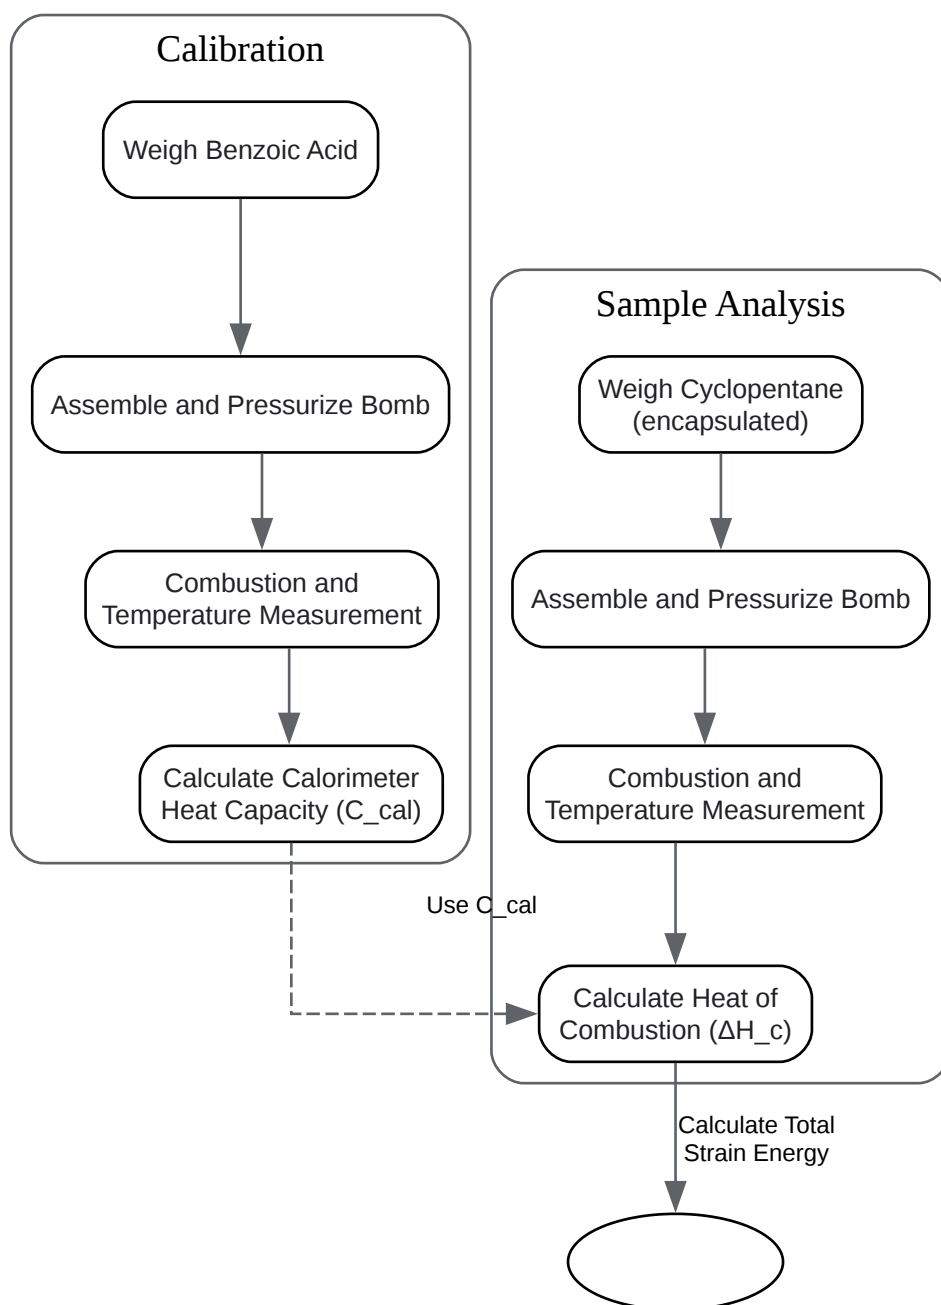 Calibration
Weigh Benzoic Acid
Assemble and Pressurize Bomb
Combustion and
Temperature Measurement
Calculate Calorimeter
Heat Capacity (C_cal)
Use C_cal
Sample Analysis
Weigh Cyclopentane
(encapsulated)
Assemble and Pressurize Bomb
Combustion and
Temperature Measurement
Calculate Heat of
Combustion (ΔH_c)
Calculate Total
Strain Energy